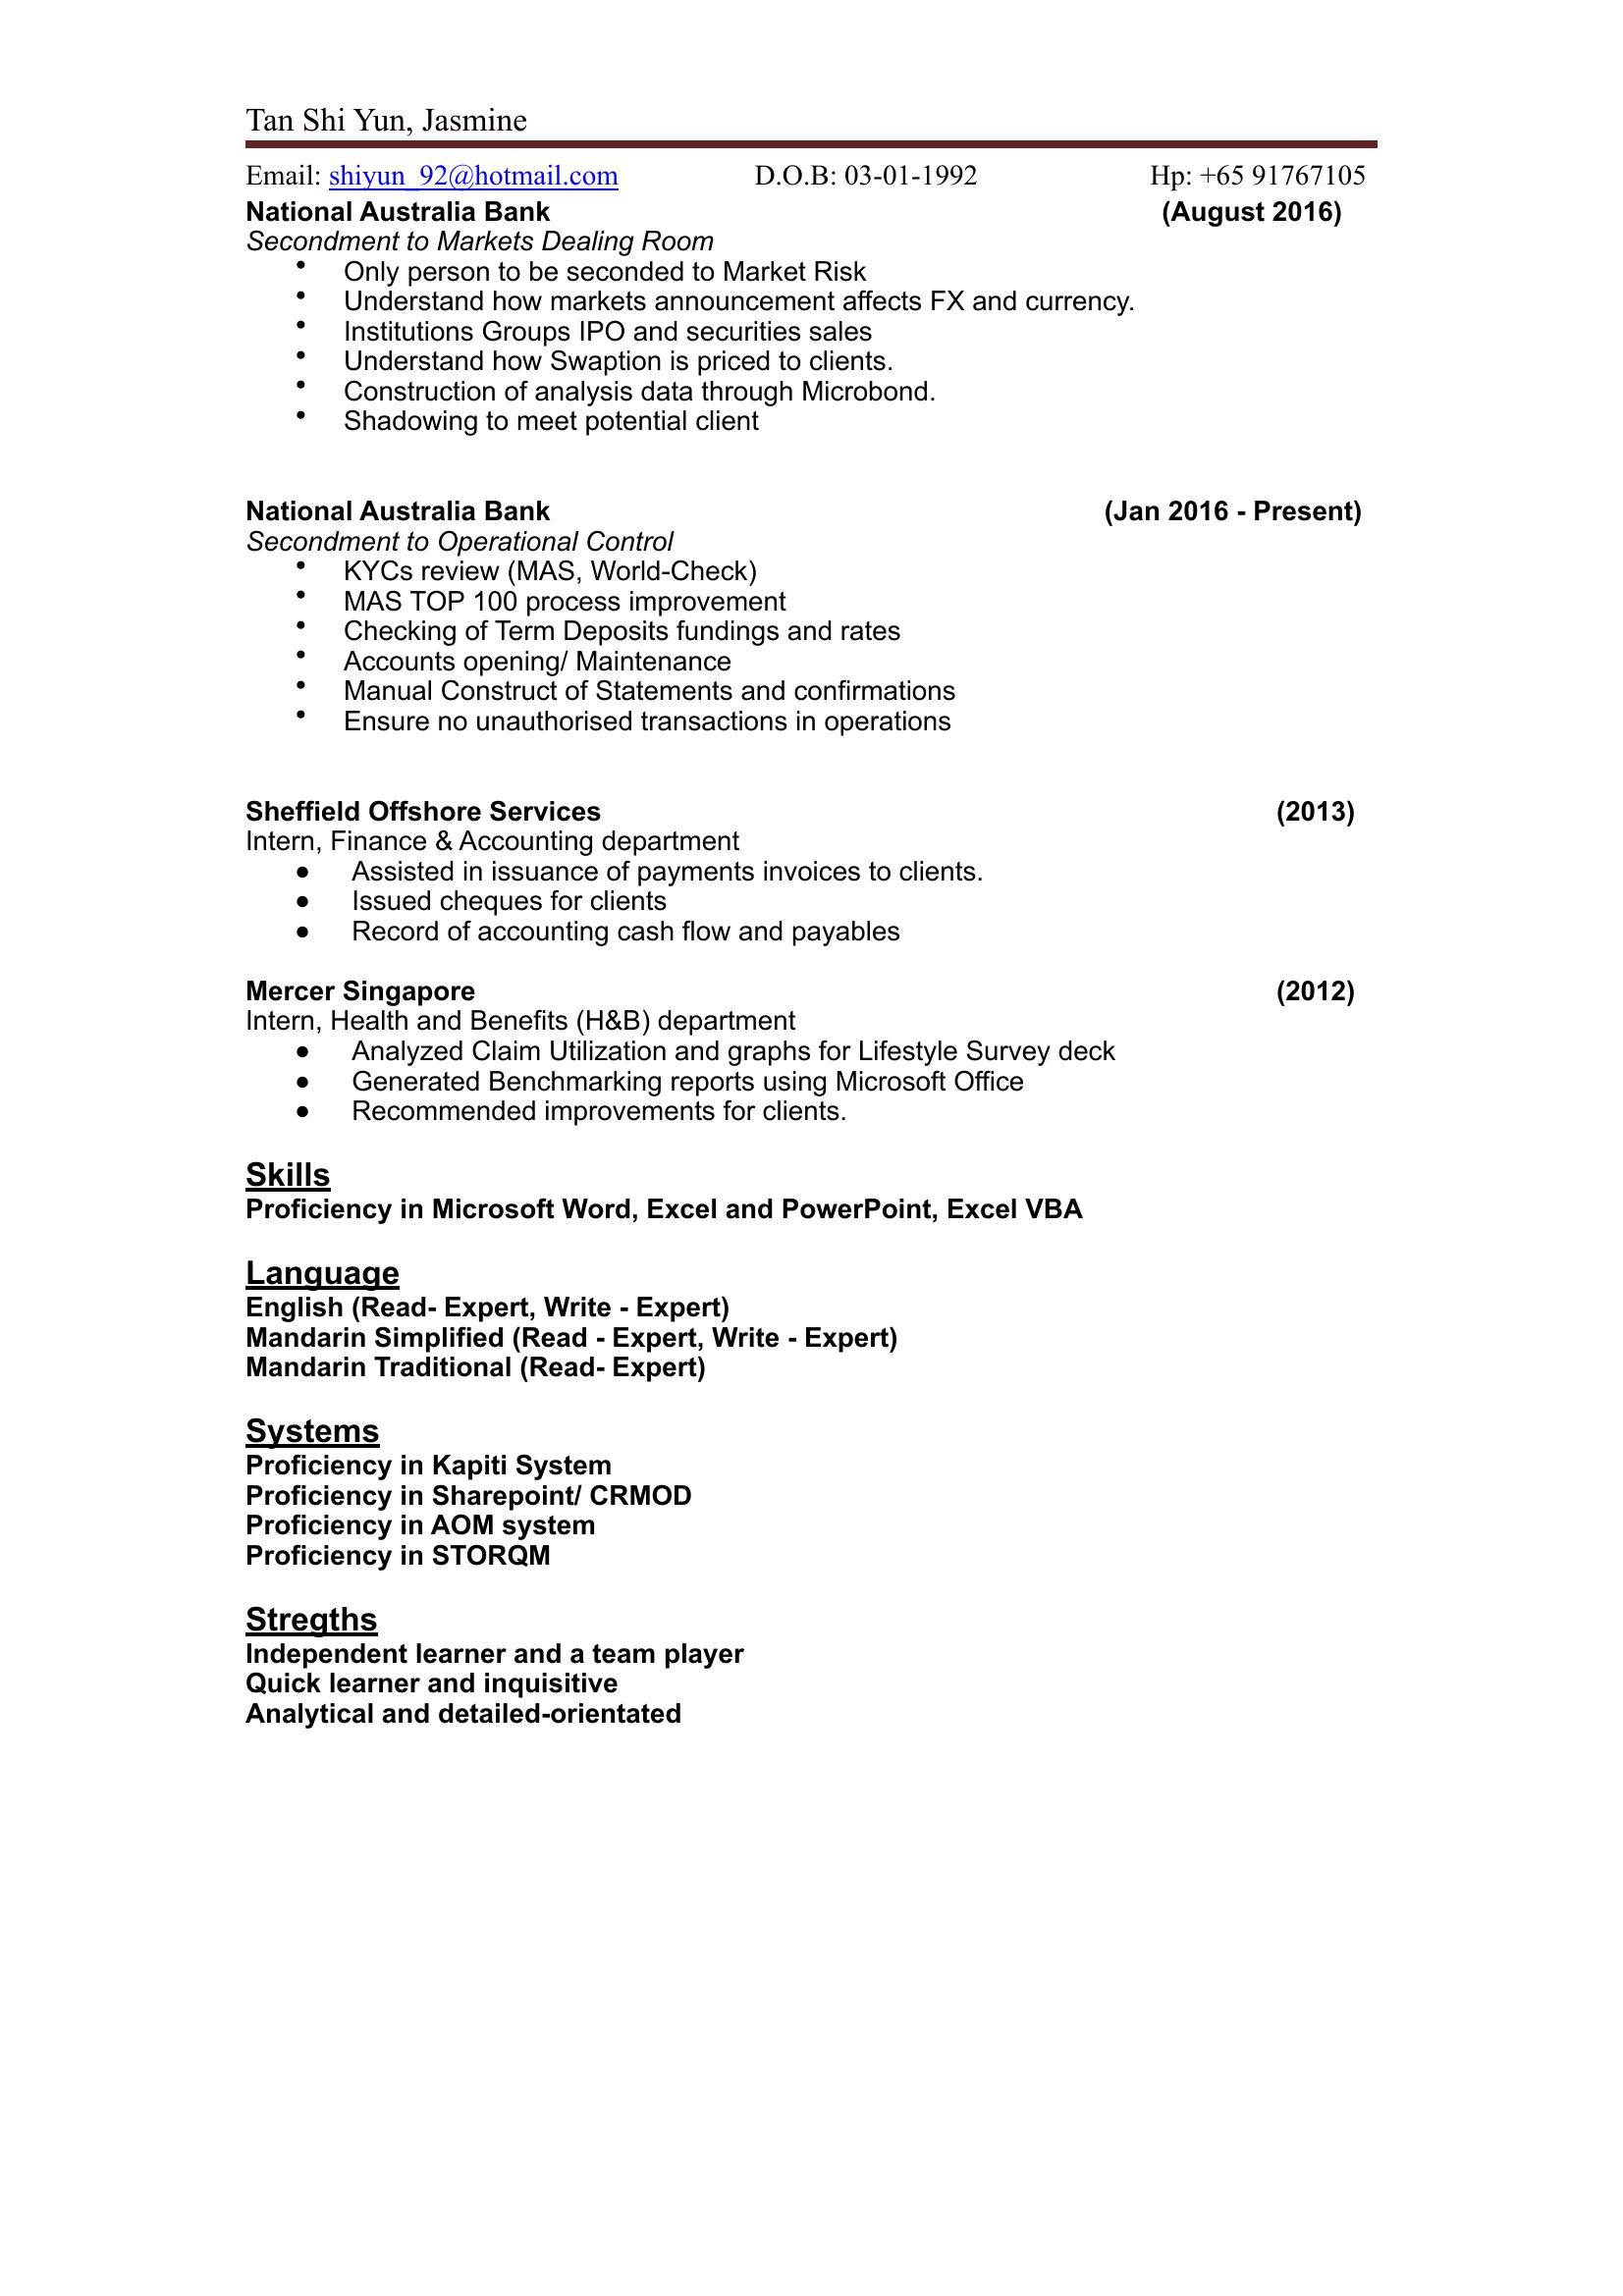 Tan Shi Yun, Jasmine
Email: shiyun_92@hotmail.com D.O.B: 03-01-1992 Hp: +65 91767105
National Australia Bank (August 2016)
Secondment to Markets Dealing Room
• Only person to be seconded to Market Risk
• Understand how markets announcement affects FX and currency.
• Institutions Groups IPO and securities sales
• Understand how Swaption is priced to clients.
• Construction of analysis data through Microbond.
• Shadowing to meet potential client
National Australia Bank (Jan 2016 - Present)
Secondment to Operational Control
• KYCs review (MAS, World-Check)
• MAS TOP 100 process improvement
• Checking of Term Deposits fundings and rates
• Accounts opening/ Maintenance
• Manual Construct of Statements and confirmations
• Ensure no unauthorised transactions in operations
Sheffield Offshore Services (2013)
Intern, Finance & Accounting department
● Assisted in issuance of payments invoices to clients.
● Issued cheques for clients
● Record of accounting cash flow and payables
Mercer Singapore (2012)
Intern, Health and Benefits (H&B) department
● Analyzed Claim Utilization and graphs for Lifestyle Survey deck
● Generated Benchmarking reports using Microsoft Office
● Recommended improvements for clients.
Skills
Proficiency in Microsoft Word, Excel and PowerPoint, Excel VBA
Language
English (Read- Expert, Write - Expert)
Mandarin Simplified (Read - Expert, Write - Expert)
Mandarin Traditional (Read- Expert)
Systems
Proficiency in Kapiti System
Proficiency in Sharepoint/ CRMOD
Proficiency in AOM system
Proficiency in STORQM
Stregths
Independent learner and a team player
Quick learner and inquisitive
Analytical and detailed-orientated